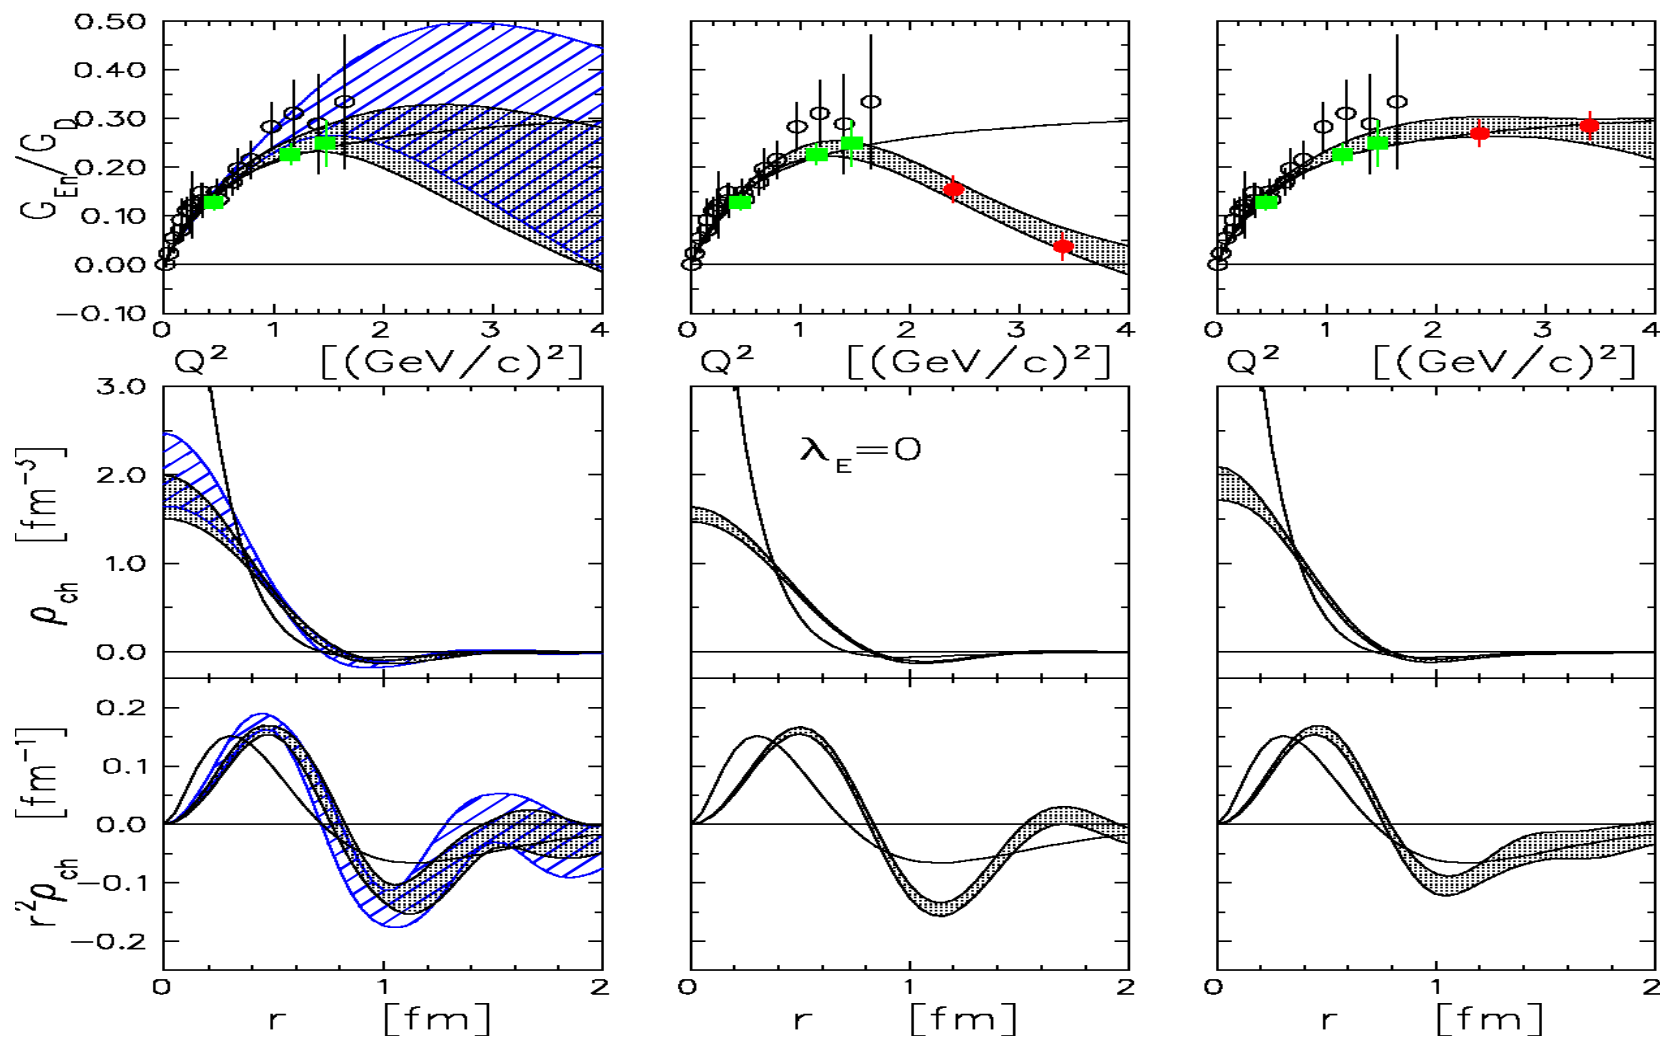 G_En/G_D
0.50
0.40
0.30
0.20
0.10
0.00
−0.10
0 1 2 3 4
0 1 2 3 4
0 1 2 3 4
Q² [(GeV/c)²]
Q² [(GeV/c)²]
Q² [(GeV/c)²]
ρ_ch [fm⁻³]
3.0
2.0
1.0
0.0
λ_E=0
r²ρ_ch [fm⁻¹]
0.2
0.1
0.0
−0.1
−0.2
0 1 2
0 1 2
0 1 2
r [fm]
r [fm]
r [fm]